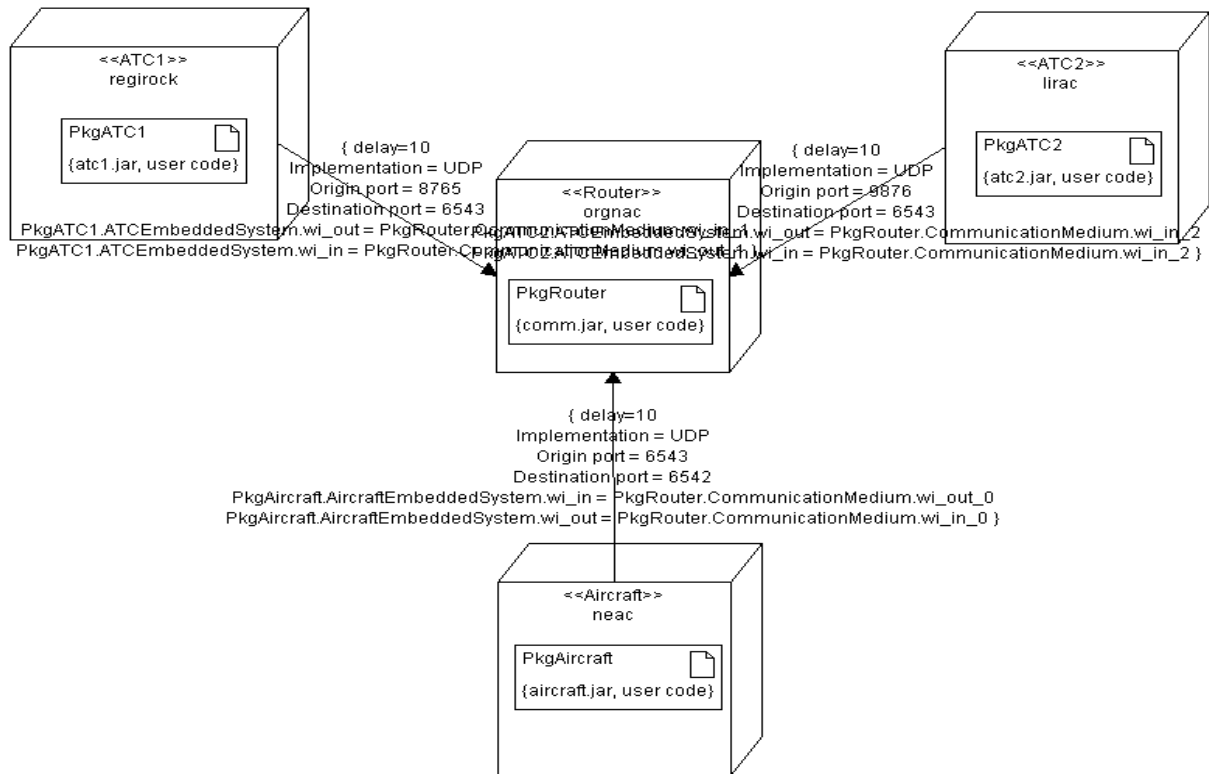 <<ATC1>>
regirock
PkgATC1
{atc1.jar, user code}
<<ATC2>>
lirac
PkgATC2
{atc2.jar, user code}
{ delay=10
Implementation = UDP
Origin port = 8765
Destination port = 6543
PkgATC1.ATCEmbeddedSystem.wi_out = PkgRouter.CommunicationMedium.wi_in_1
PkgATC1.ATCEmbeddedSystem.wi_in = PkgRouter.Communication Medium.wi_out_1 }
<<Router>>
orgnac
PkgRouter
{comm.jar, user code}
{ delay=10
Implementation = UDP
Origin port = 9876
Destination port = 6543
PkgATC2.ATCEmbeddedSystem.wi_out = PkgRouter.CommunicationMedium.wi_in_2
PkgATC2.ATCEmbeddedSystem.wi_in = PkgRouter.CommunicationMedium.wi_in_2 }
{ delay=10
Implementation = UDP
Origin port = 6543
Destination port = 6542
PkgAircraft.AircraftEmbeddedSystem.wi_in = PkgRouter.CommunicationMedium.wi_out_0
PkgAircraft.AircraftEmbeddedSystem.wi_out = PkgRouter.CommunicationMedium.wi_in_0 }
<<Aircraft>>
neac
PkgAircraft
{aircraft.jar, user code}